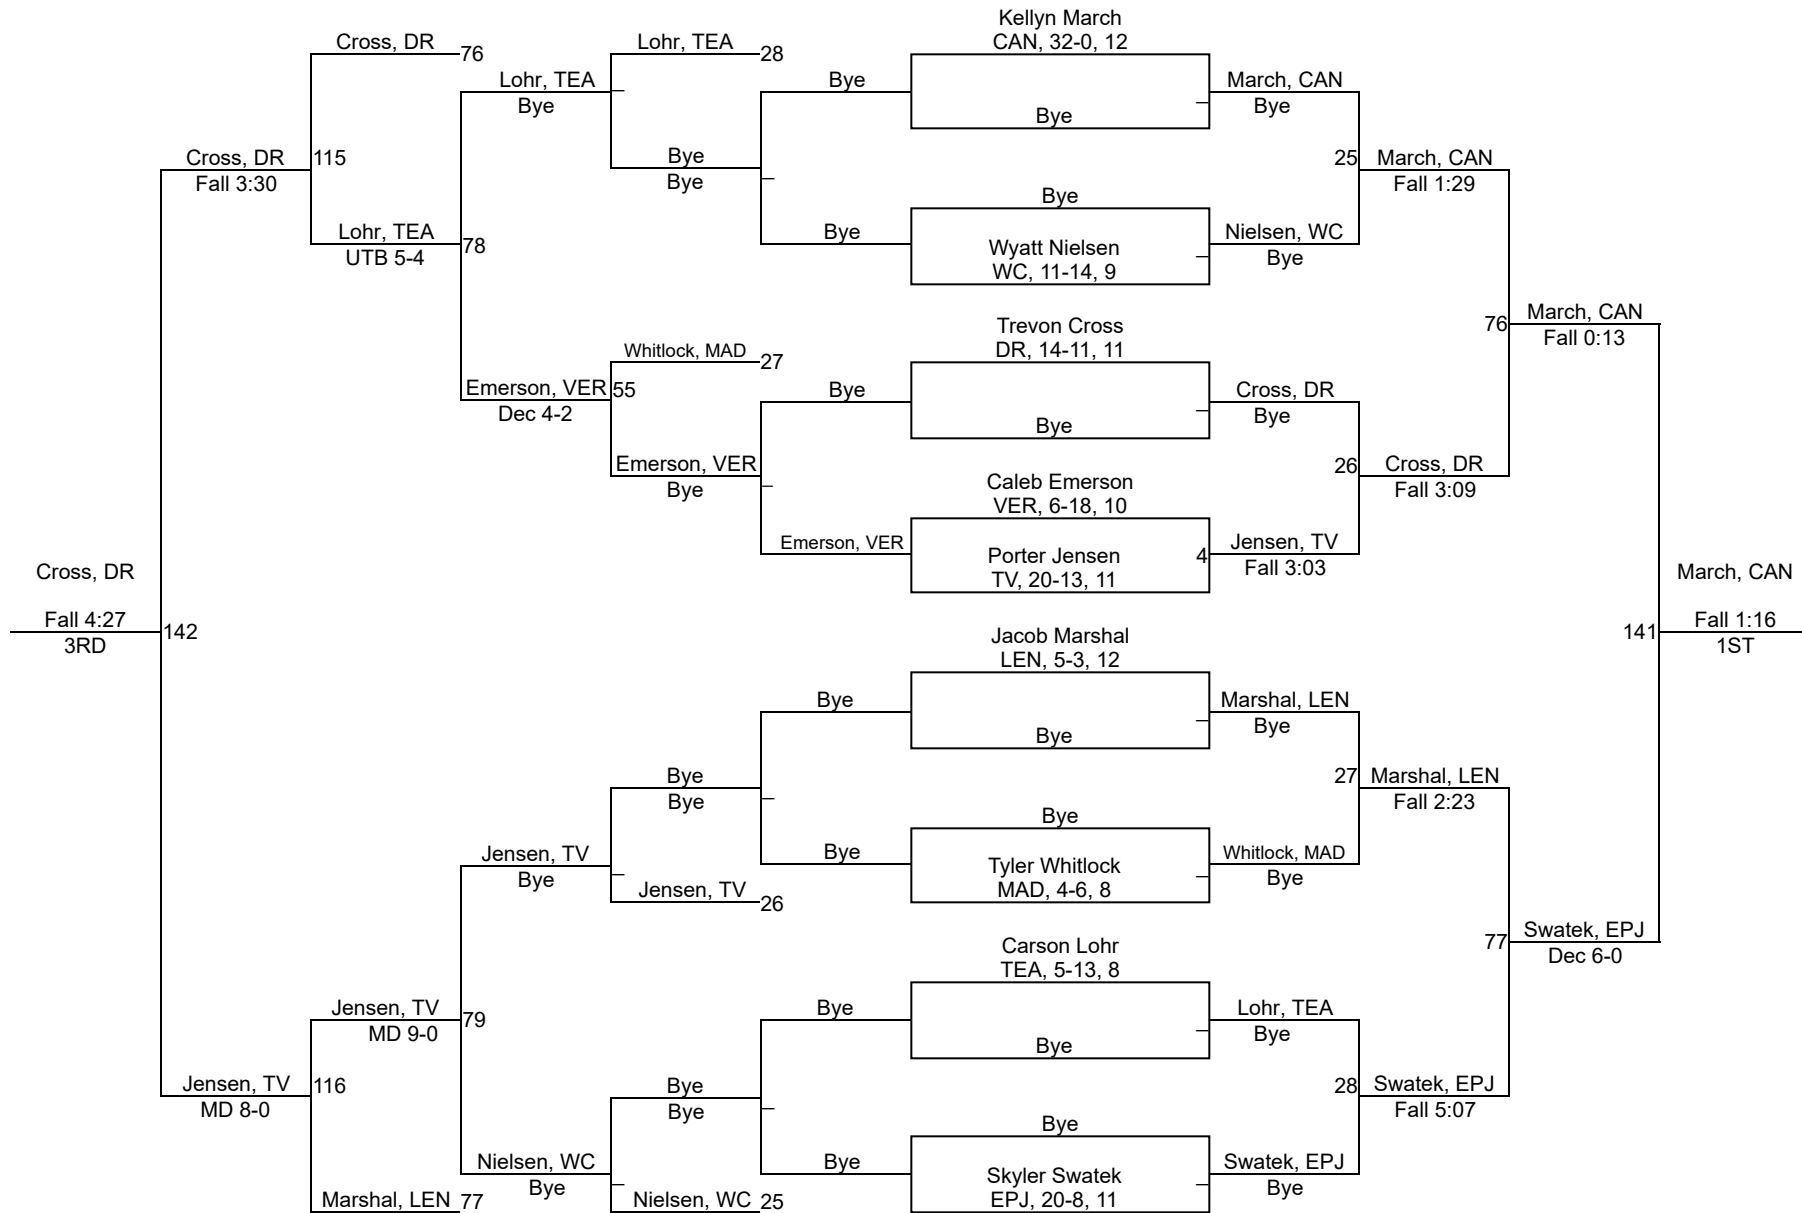 Kellyn March
Cross, DR
76
Lohr, TEA
28
CAN, 32-0, 12
Lohr, TEA
Bye
March, CAN
Bye
Bye
Bye
Bye
Cross, DR
115
Bye
25
March, CAN
Fall 3:30
Bye
Fall 1:29
Bye
Lohr, TEA
78
Bye
Wyatt Nielsen
Nielsen, WC
UTB 5-4
WC, 11-14, 9
Bye
Trevon Cross
76
March, CAN
Whitlock, MAD
27
DR, 14-11, 11
Fall 0:13
Emerson, VER
55
Bye
Cross, DR
Dec 4-2
Bye
Bye
Emerson, VER
26
Cross, DR
Bye
Caleb Emerson
Fall 3:09
VER, 6-18, 10
Emerson, VER
Porter Jensen
4
Jensen, TV
TV, 20-13, 11
Fall 3:03
Cross, DR
March, CAN
Fall 4:27
142
141
Fall 1:16
3RD
1ST
Jacob Marshal
LEN, 5-3, 12
Bye
Marshal, LEN
Bye
Bye
Bye
27
Marshal, LEN
Bye
Fall 2:23
Bye
Jensen, TV
Bye
Tyler Whitlock
Whitlock, MAD
Bye
MAD, 4-6, 8
Bye
Jensen, TV
26
77
Swatek, EPJ
Carson Lohr
Dec 6-0
TEA, 5-13, 8
Jensen, TV
79
Bye
Lohr, TEA
MD 9-0
Bye
Bye
Jensen, TV
116
Bye
28
Swatek, EPJ
MD 8-0
Bye
Fall 5:07
Bye
Nielsen, WC
Bye
Skyler Swatek
Swatek, EPJ
Bye
EPJ, 20-8, 11
Bye
Marshal, LEN
77
Nielsen, WC
25